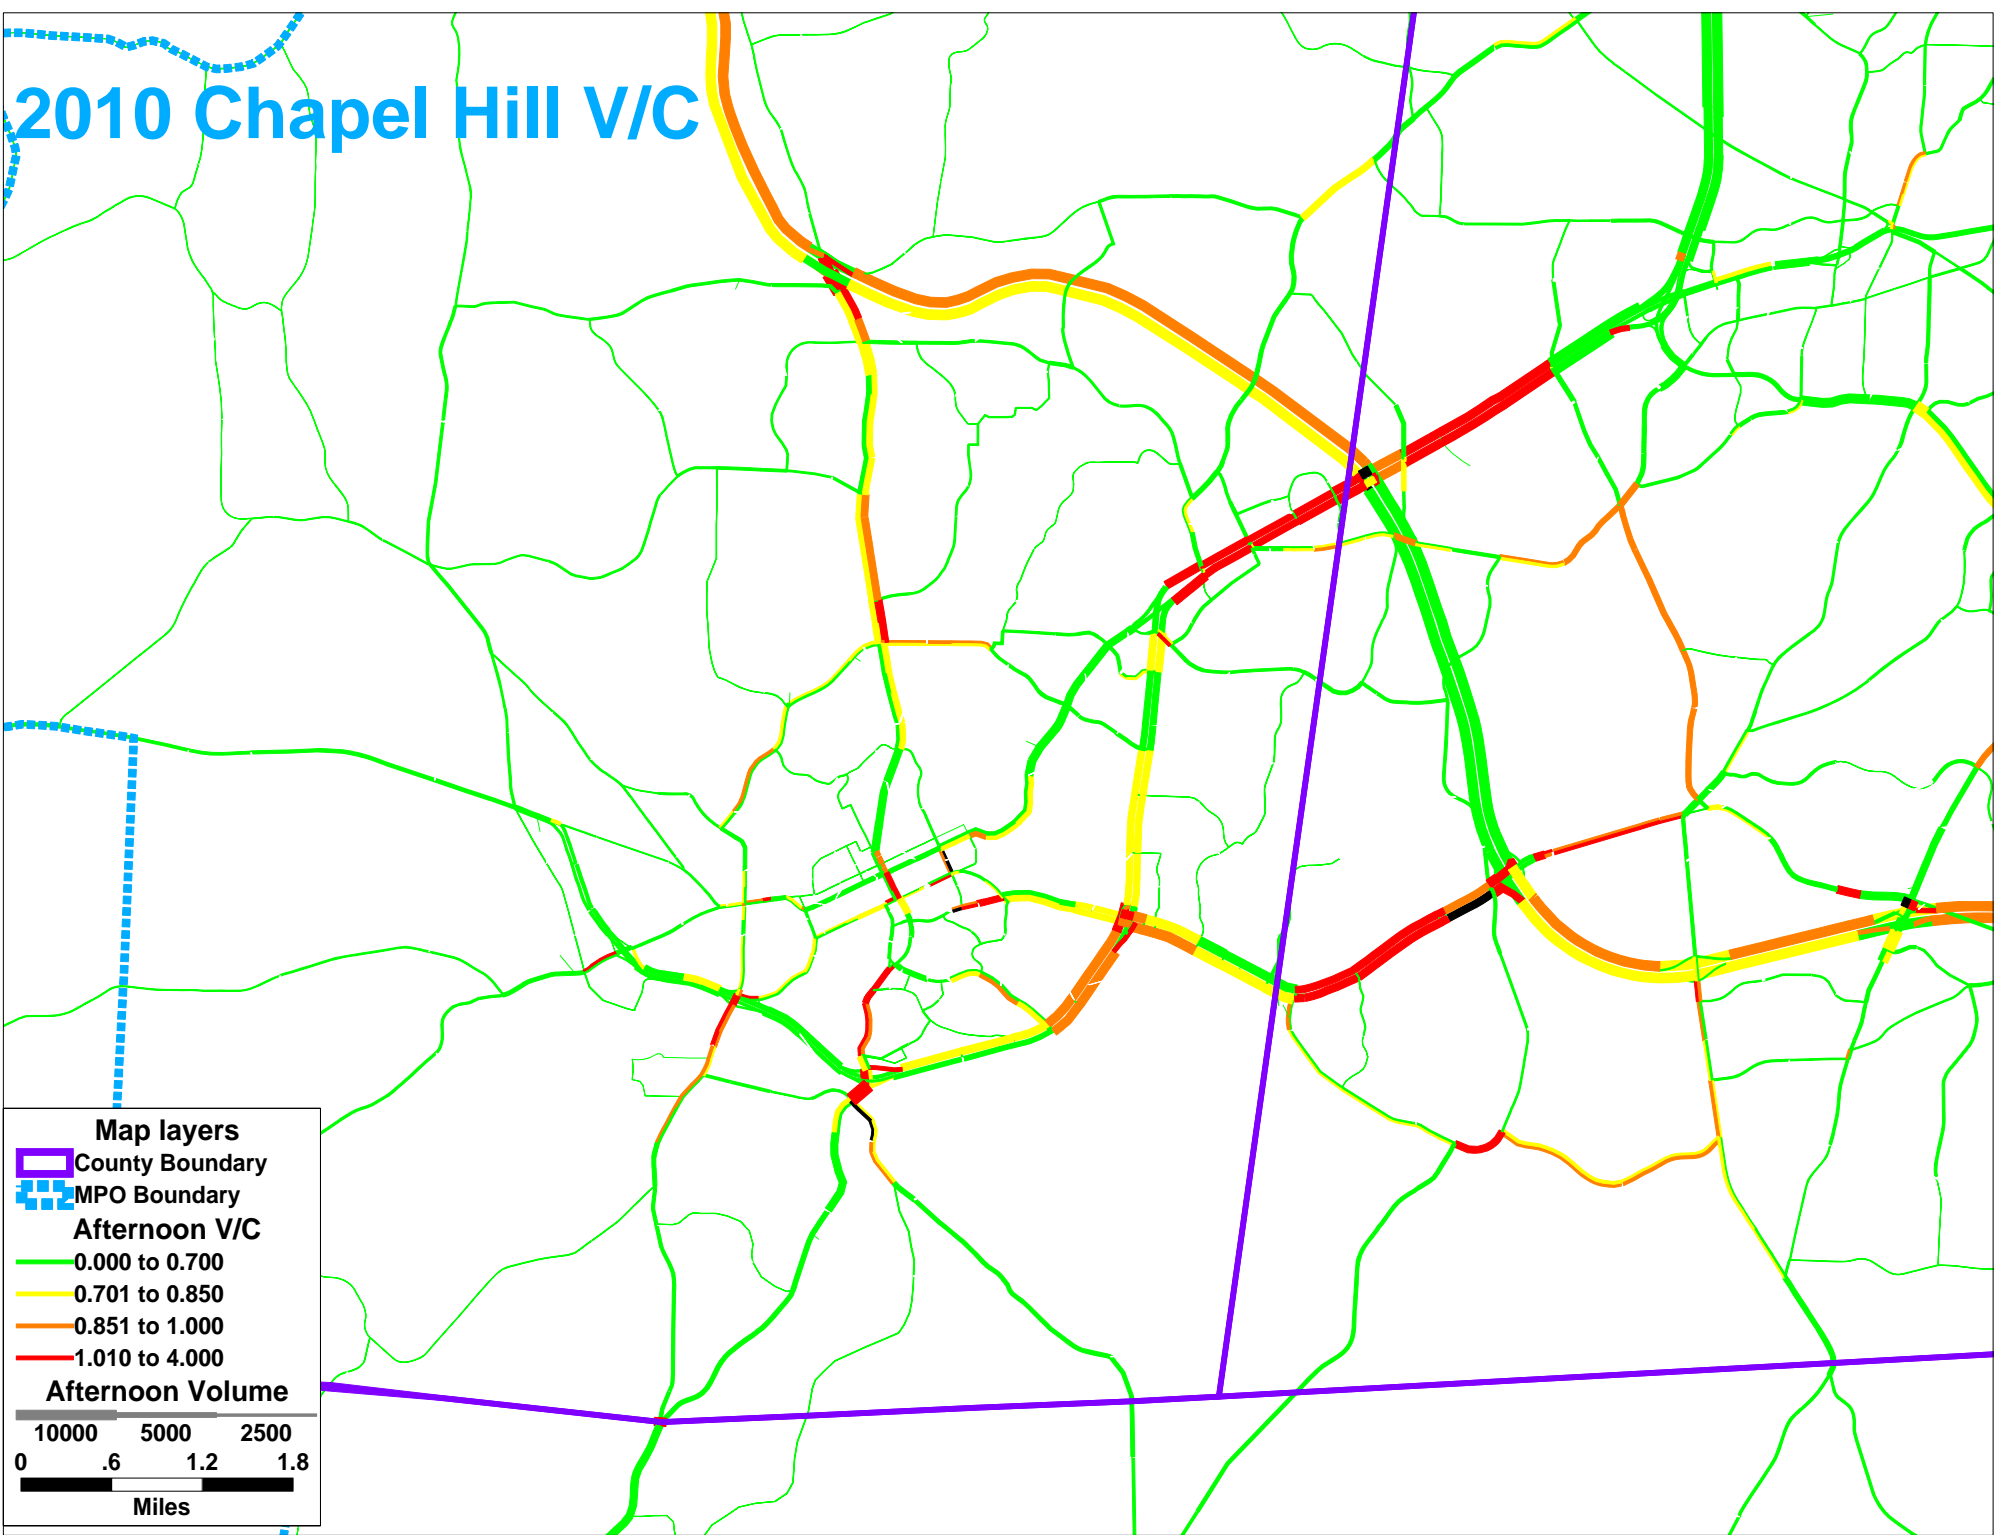 2010 Chapel Hill V/C
Map layers
County Boundary
MPO Boundary
Afternoon V/C
0.000 to 0.700
0.701 to 0.850
0.851 to 1.000
1.010 to 4.000
Afternoon Volume
10000 5000 2500
0 .6 1.2 1.8
Miles